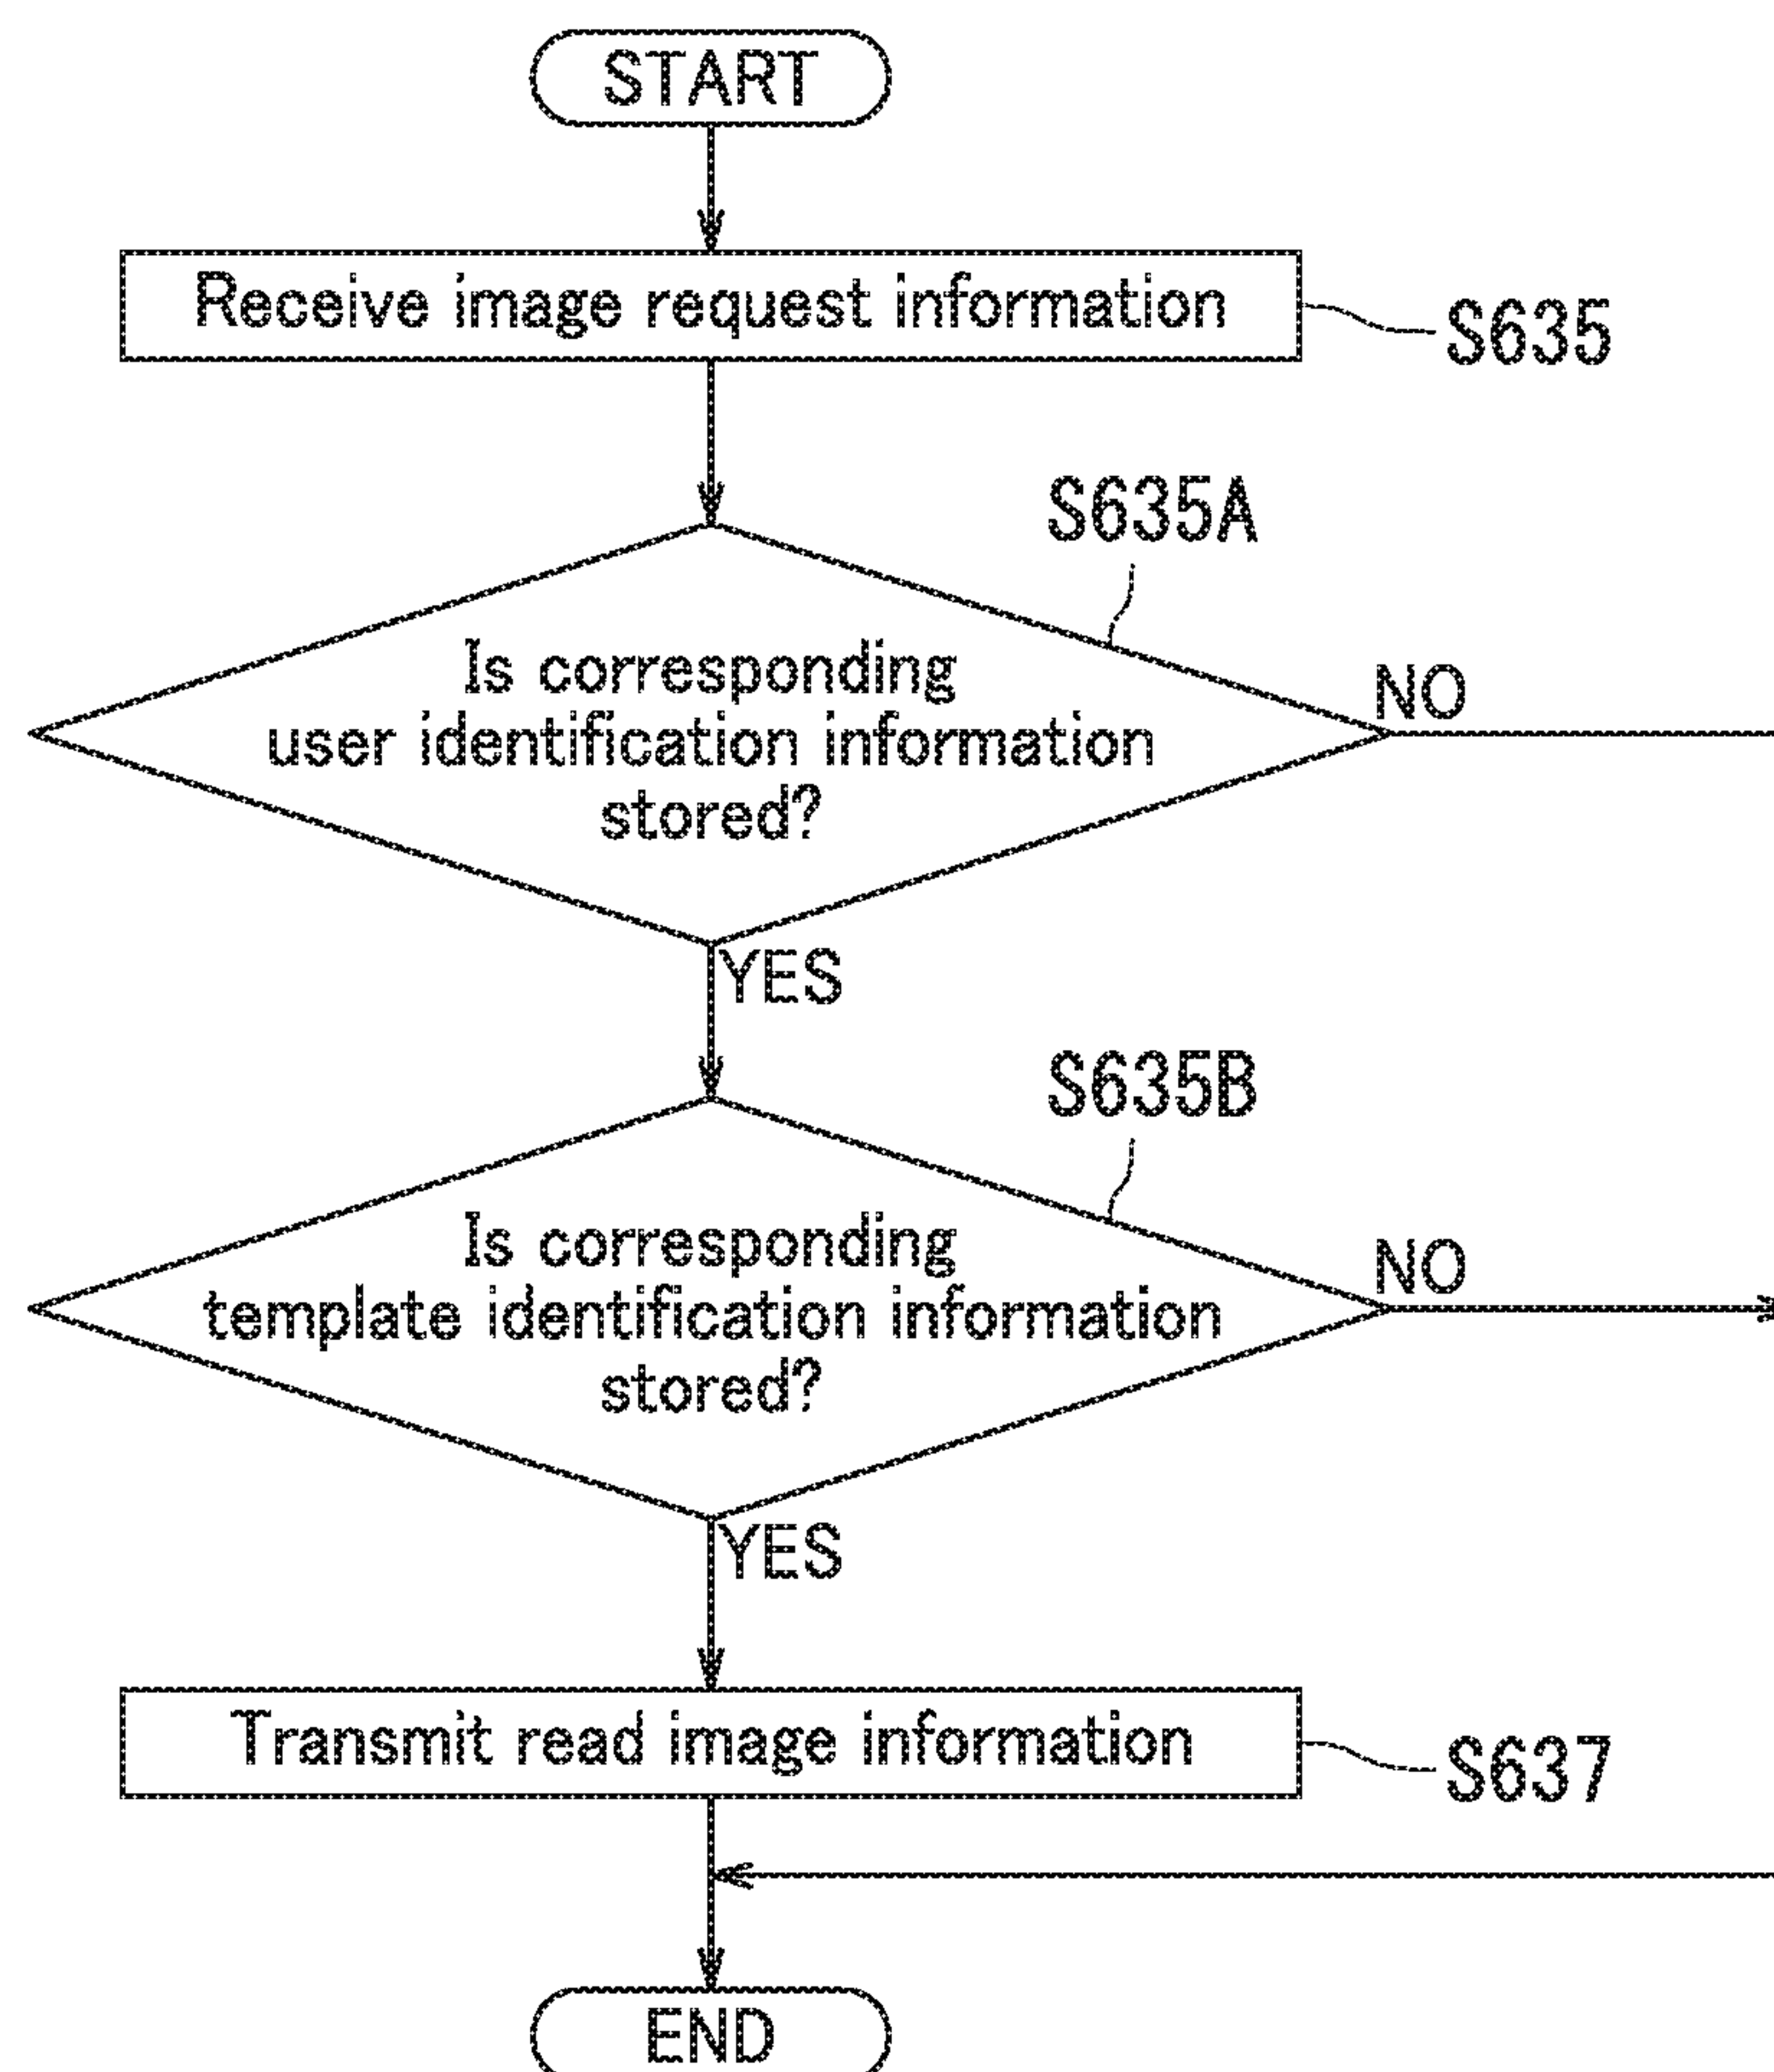 START
Receive image request information
S635
S635A
Is corresponding
user identification information
stored?
NO
YES
S635B
Is corresponding
template identification information
stored?
NO
YES
Transmit read image information
S637
END